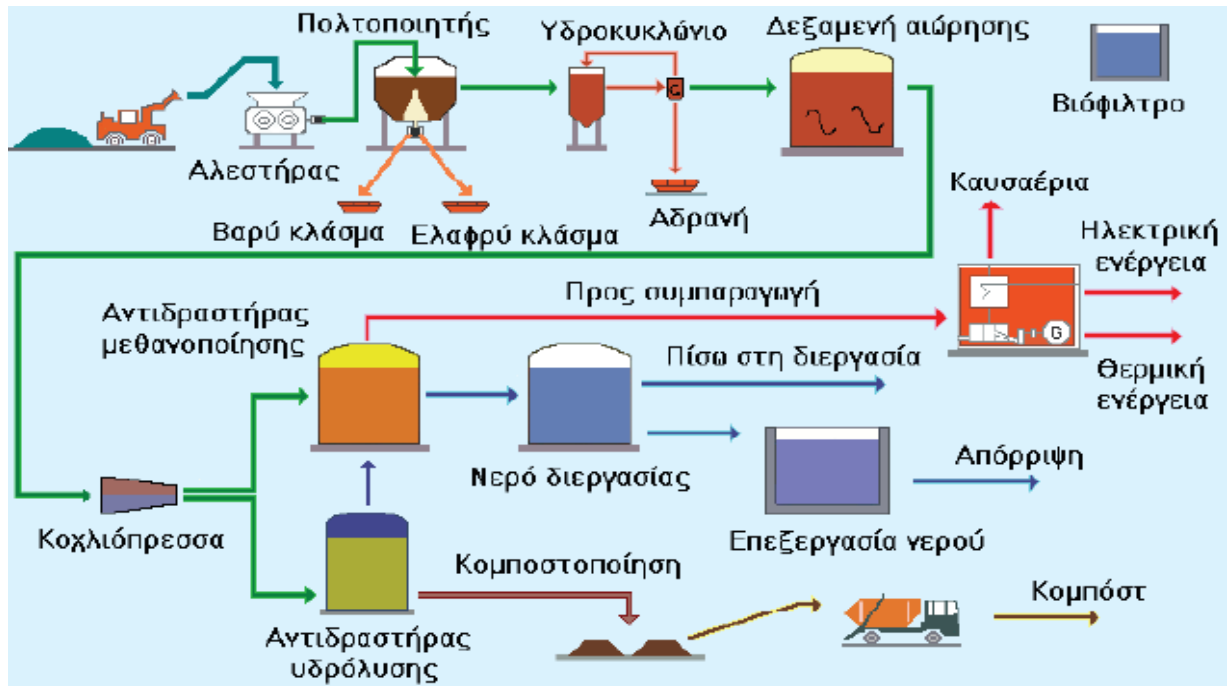 Πολτοποιητής
Υδροκυκλώνιο
Δεξαμενή αιώρησης
Βιόφιλτρο
Αλεστήρας
Βαρύ κλάσμα
Ελαφρύ κλάσμα
Αδρανή
Καυσαέρια
Ηλεκτρική
ενέργεια
Προς συμπαραγωγή
Αντιδραστήρας
μεθανοποίησης
G
Πίσω στη διεργασία
Θερμική
ενέργεια
Νερό διεργασίας
Απόρριψη
Κοχλιόπρεσσα
Επεξεργασία νερού
Κομποστοποίηση
Κομπόστ
Αντιδραστήρας
υδρόλυσης